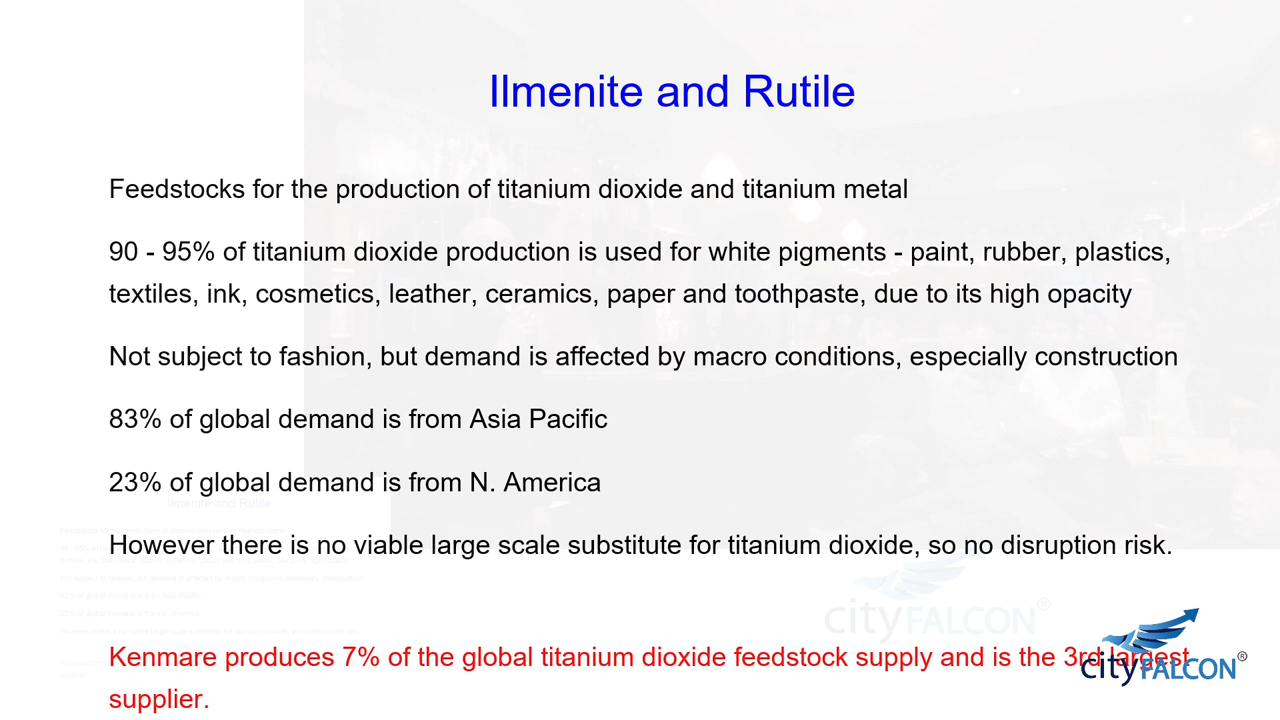 Ilmenite and Rutile
Feedstocks for the production of titanium dioxide and titanium metal
90 - 95% of titanium dioxide production is used for white pigments - paint, rubber, plastics,
textiles, ink, cosmetics, leather, ceramics, paper and toothpaste, due to its high opacity
Not subject to fashion, but demand is affected by macro conditions, especially construction
83% of global demand is from Asia Pacific
23% of global demand is from N. America
Ilmenite and Rutile
However there is no viable large scale substitute for titanium dioxide, so no disruption risk.
cityFALCON®
Kenmare produces 7% of the global titanium dioxide feedstock supply and is the 3rd largest
cityFALCON®
supplier.